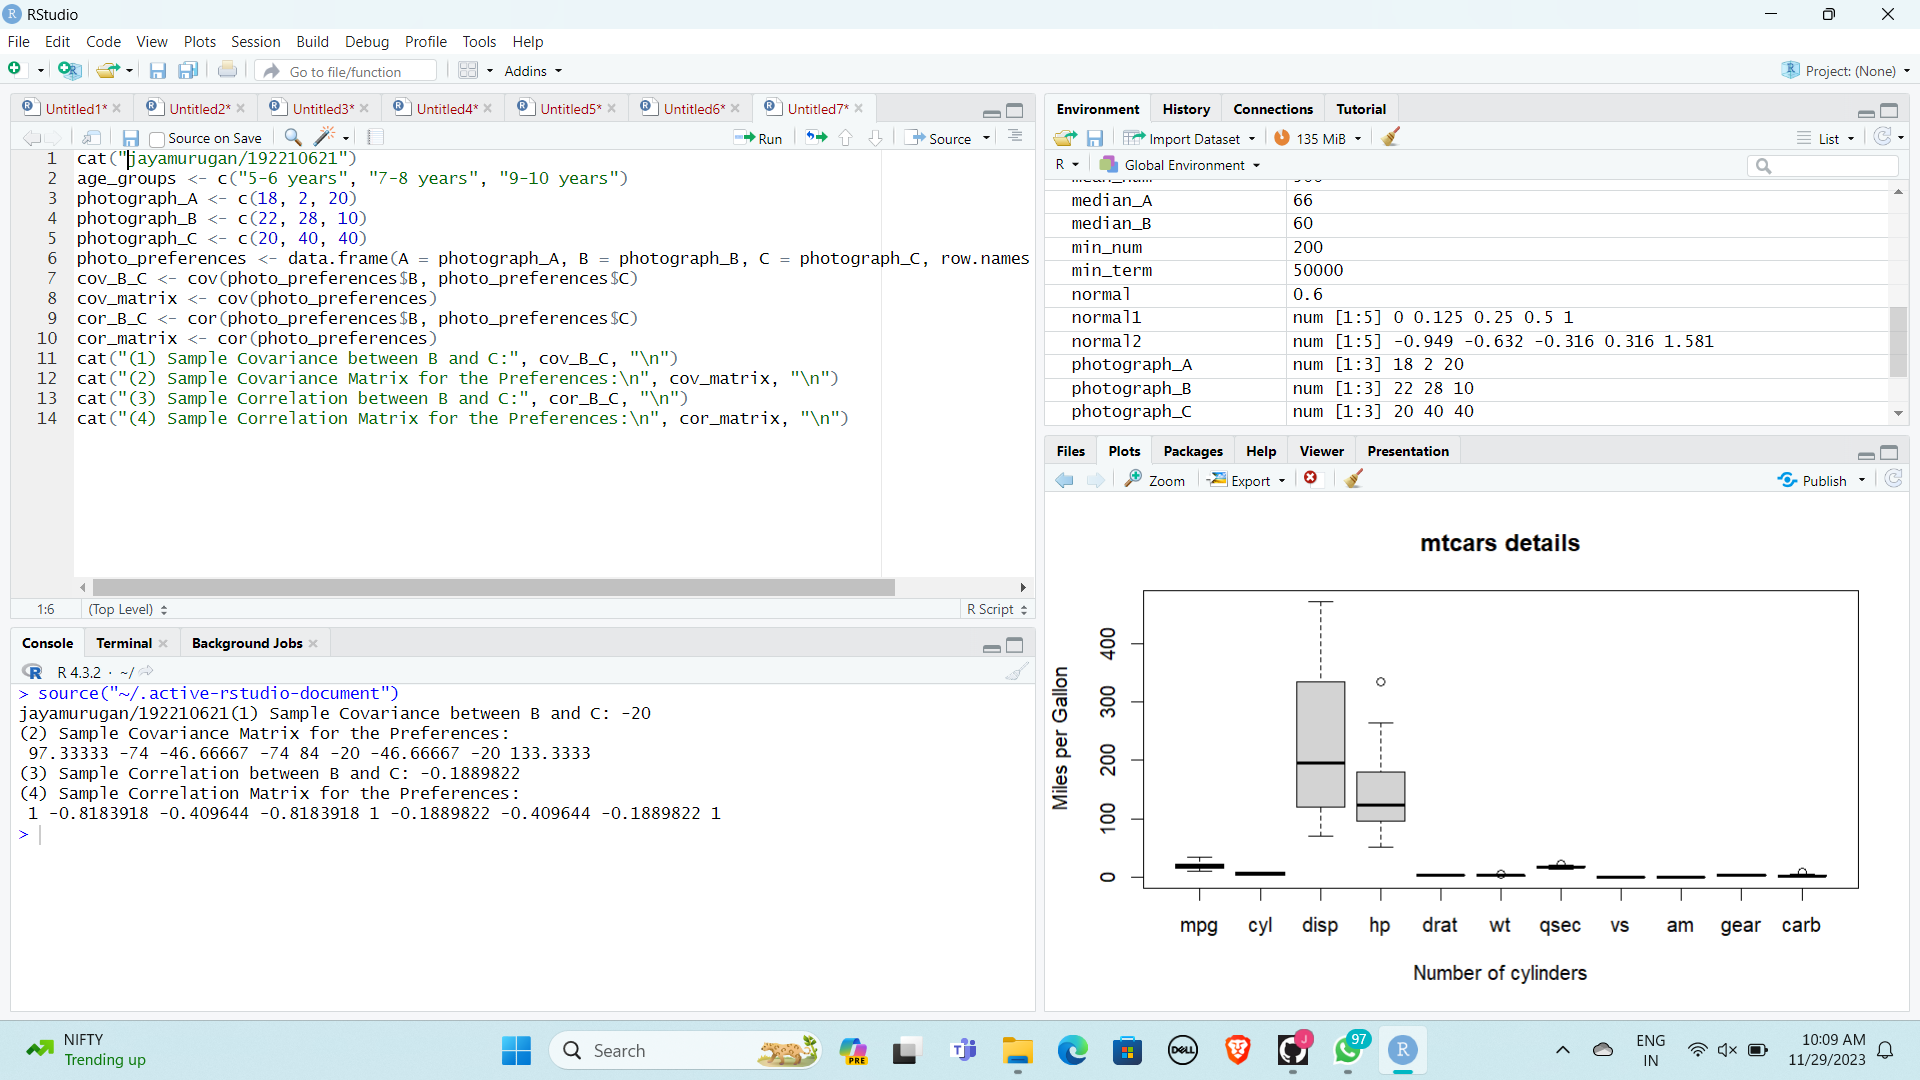 RStudio
File Edit Code View Plots Session Build Debug Profile Tools Help
Go to file/function Addins Project: (None)
Untitled1* Untitled2* Untitled3* Untitled4* Untitled5* Untitled6* Untitled7*
Source on Save Run Source
1 cat("jayamurugan/192210621")
2 age_groups <- c("5-6 years", "7-8 years", "9-10 years")
3 photograph_A <- c(18, 2, 20)
4 photograph_B <- c(22, 28, 10)
5 photograph_C <- c(20, 40, 40)
6 photo_preferences <- data.frame(A = photograph_A, B = photograph_B, C = photograph_C, row.names
7 cov_B_C <- cov(photo_preferences$B, photo_preferences$C)
8 cov_matrix <- cov(photo_preferences)
9 cor_B_C <- cor(photo_preferences$B, photo_preferences$C)
10 cor_matrix <- cor(photo_preferences)
11 cat("(1) Sample Covariance between B and C:", cov_B_C, "\n")
12 cat("(2) Sample Covariance Matrix for the Preferences:\n", cov_matrix, "\n")
13 cat("(3) Sample Correlation between B and C:", cor_B_C, "\n")
14 cat("(4) Sample Correlation Matrix for the Preferences:\n", cor_matrix, "\n")
1:6 (Top Level) R Script
Console Terminal Background Jobs
R 4.3.2 · ~/
> source("~/.active-rstudio-document")
jayamurugan/192210621(1) Sample Covariance between B and C: -20
(2) Sample Covariance Matrix for the Preferences:
97.33333 -74 -46.66667 -74 84 -20 -46.66667 -20 133.3333
(3) Sample Correlation between B and C: -0.1889822
(4) Sample Correlation Matrix for the Preferences:
1 -0.8183918 -0.409644 -0.8183918 1 -0.1889822 -0.409644 -0.1889822 1
>
Environment History Connections Tutorial
Import Dataset 135 MiB List
R Global Environment
median_A 66
median_B 60
min_num 200
min_term 50000
normal 0.6
normal1 num [1:5] 0 0.125 0.25 0.5 1
normal2 num [1:5] -0.949 -0.632 -0.316 0.316 1.581
photograph_A num [1:3] 18 2 20
photograph_B num [1:3] 22 28 10
photograph_C num [1:3] 20 40 40
Files Plots Packages Help Viewer Presentation
Zoom Export Publish
mtcars details
Miles per Gallon
400
300
200
100
0
mpg cyl disp hp drat wt qsec vs am gear carb
Number of cylinders
NIFTY
Trending up
Search
PRE
DELL
J
97
R
ENG
IN
10:09 AM
11/29/2023